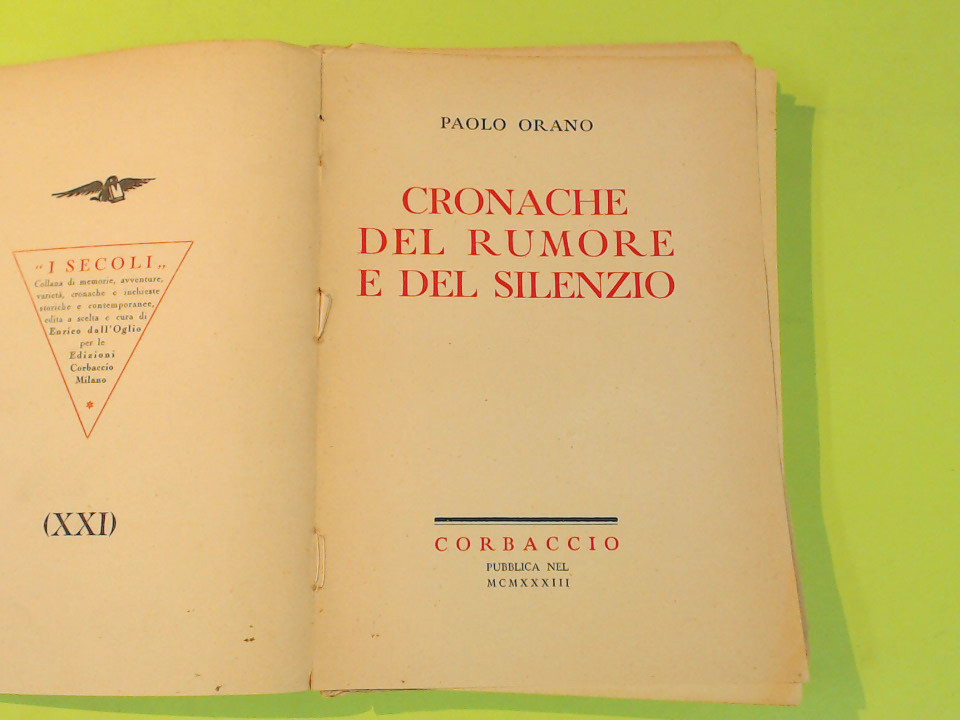 "I SECOLI„
Collana di memorie, avventure,
varietà, cronache e inchieste
storiche e contemporanee,
edita a scelta e cura di
Enrico dall'Oglio
per le
Edizioni
Corbaccio
Milano
*
(XXI)
PAOLO ORANO
CRONACHE
DEL RUMORE
E DEL SILENZIO
CORBACCIO
PUBBLICA NEL
MCMXXXIII